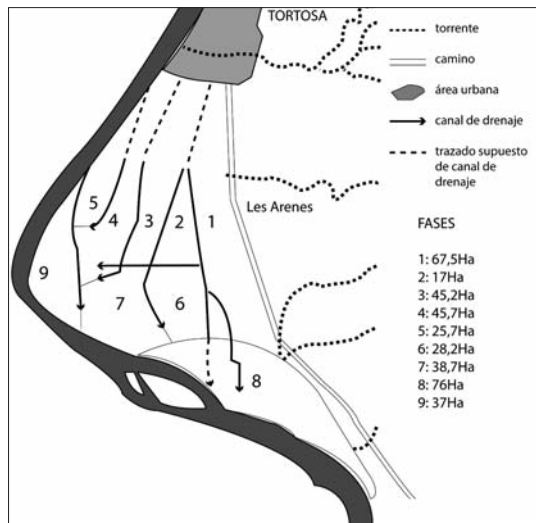 TORTOSA
torrente
camino
área urbana
canal de drenaje
trazado supuesto
de canal de
drenaje
Les Arenes
5
4
3
2
1
9
7
6
8
FASES
1: 67,5Ha
2: 17Ha
3: 45,2Ha
4: 45,7Ha
5: 25,7Ha
6: 28,2Ha
7: 38,7Ha
8: 76Ha
9: 37Ha